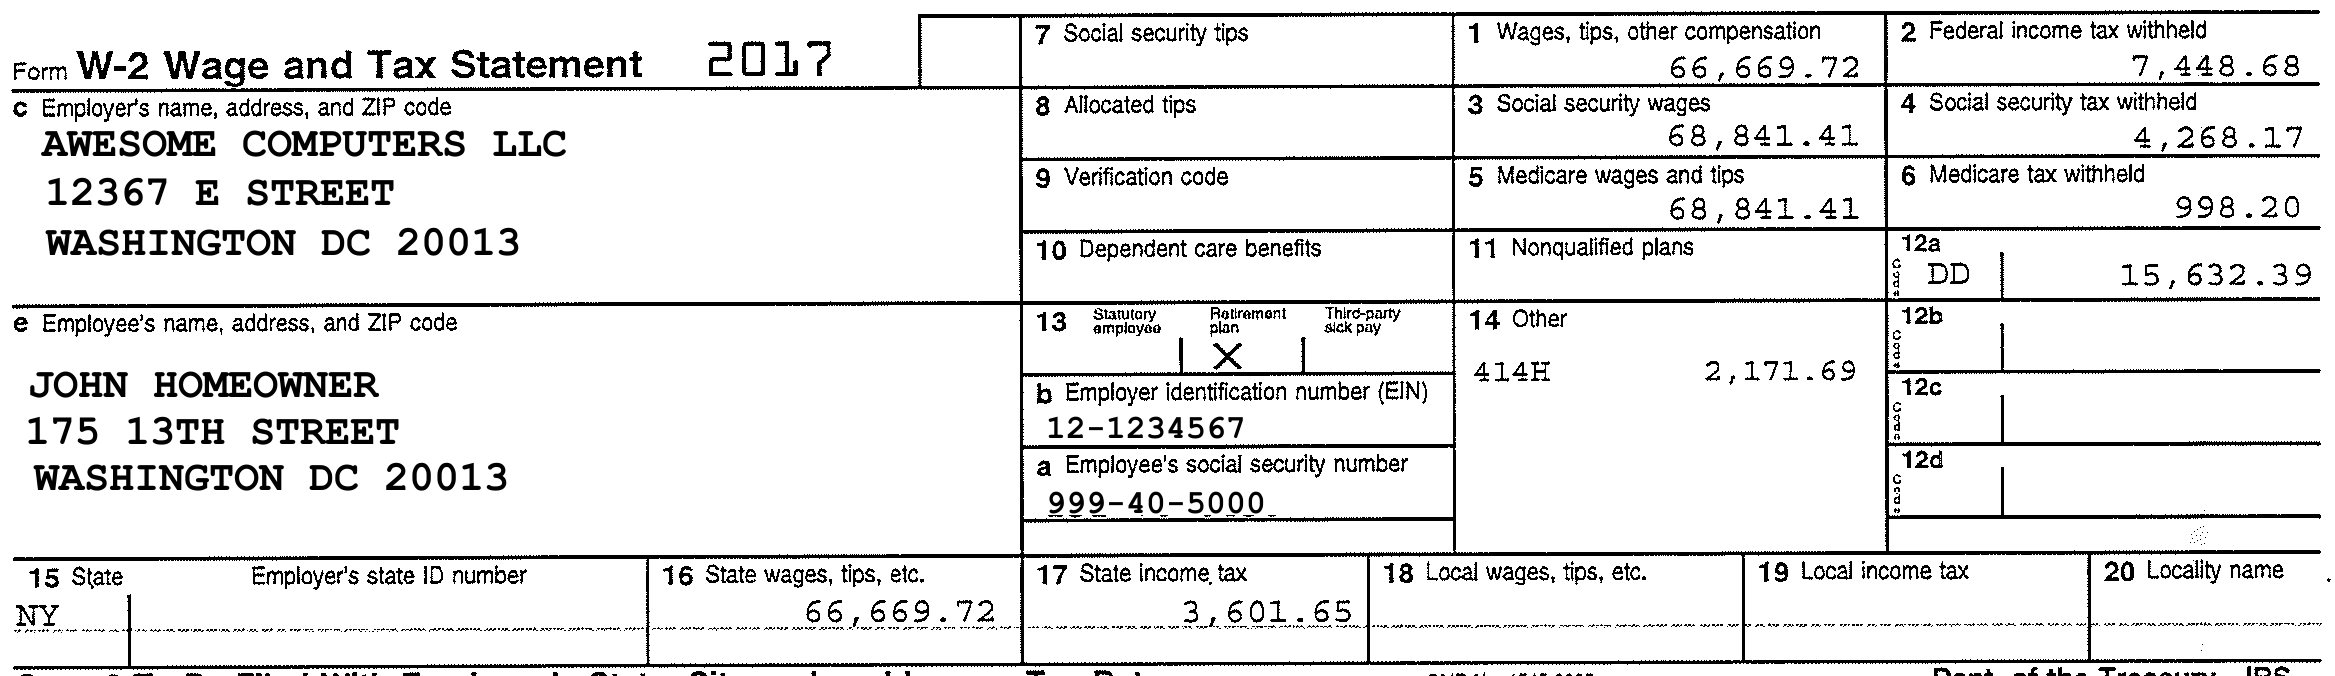 Form W-2 Wage and Tax Statement 2017
7 Social security tips
1 Wages, tips, other compensation
66,669.72
2 Federal income tax withheld
7,448.68
c Employer's name, address, and ZIP code
AWESOME COMPUTERS LLC
12367 E STREET
WASHINGTON DC 20013
8 Allocated tips
3 Social security wages
68,841.41
4 Social security tax withheld
4,268.17
9 Verification code
5 Medicare wages and tips
68,841.41
6 Medicare tax withheld
998.20
10 Dependent care benefits
11 Nonqualified plans
12a
Code DD 15,632.39
e Employee's name, address, and ZIP code
JOHN HOMEOWNER
175 13TH STREET
WASHINGTON DC 20013
13 Statutory employee Retirement plan Third-party sick pay
X
14 Other
414H 2,171.69
12b
Code
b Employer identification number (EIN)
12-1234567
12c
Code
a Employee's social security number
999-40-5000
12d
Code
15 State Employer's state ID number
NY
16 State wages, tips, etc.
66,669.72
17 State income tax
3,601.65
18 Local wages, tips, etc.
19 Local income tax
20 Locality name